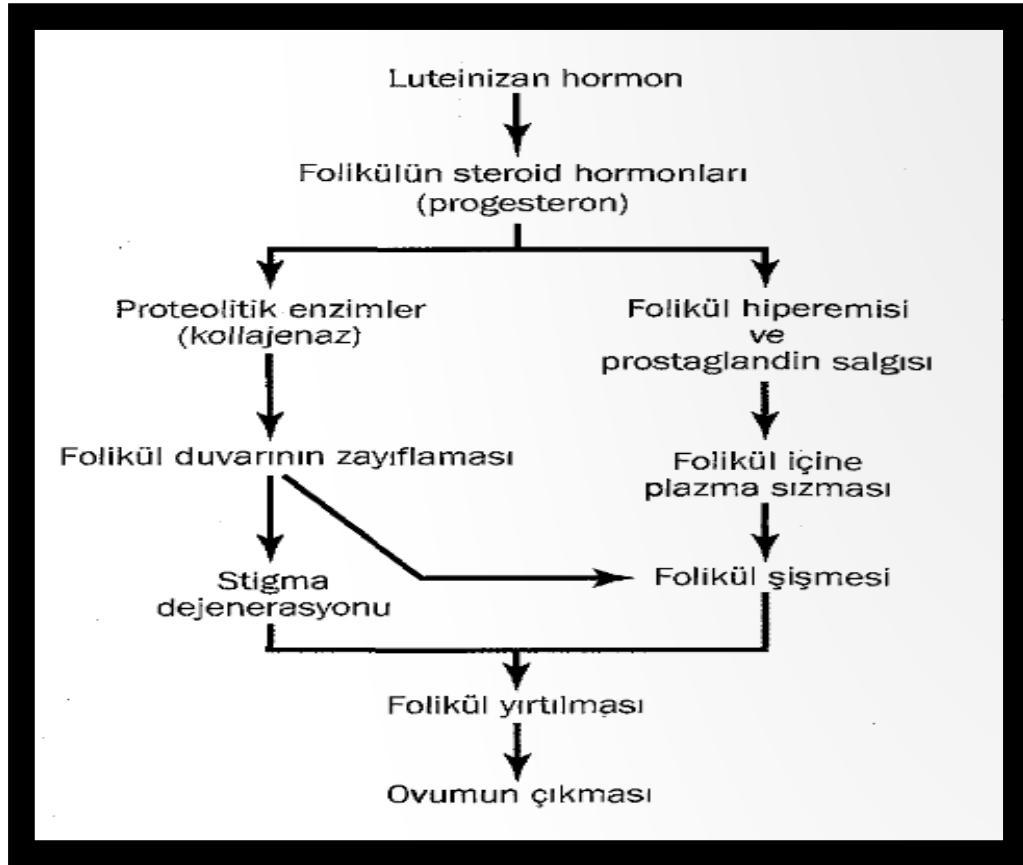 Luteinizan hormon
Folikülün steroid hormonları
(progesteron)
Proteolitik enzimler
(kollajenaz)
Folikül hiperemisi
ve
prostaglandin salgısı
Folikül duvarının zayıflaması
Folikül içine
plazma sızması
Stigma
dejenerasyonu
Folikül şişmesi
Folikül yırtılması
Ovumun çıkması